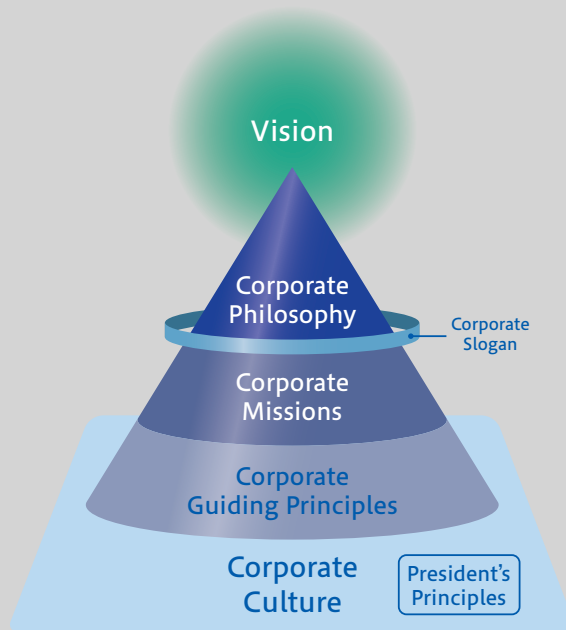 Vision
Corporate
Philosophy
Corporate
Slogan
Corporate
Missions
Corporate
Guiding Principles
Corporate
Culture
President's
Principles